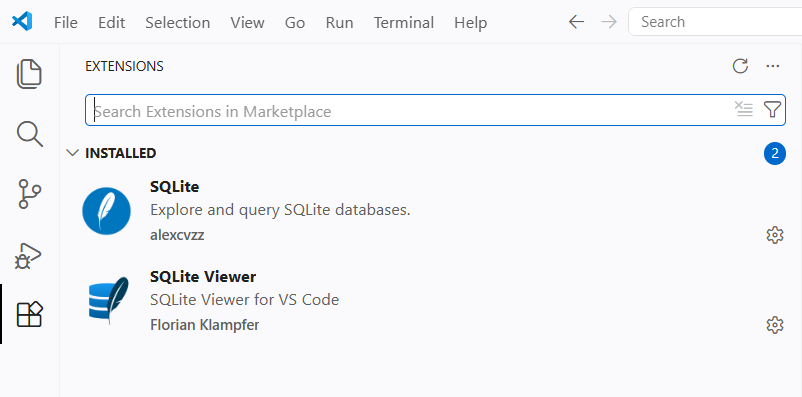 File Edit Selection View Go Run Terminal Help Search
EXTENSIONS
Search Extensions in Marketplace
INSTALLED 2
SQLite
Explore and query SQLite databases.
alexcvzz
SQLite Viewer
SQLite Viewer for VS Code
Florian Klampfer